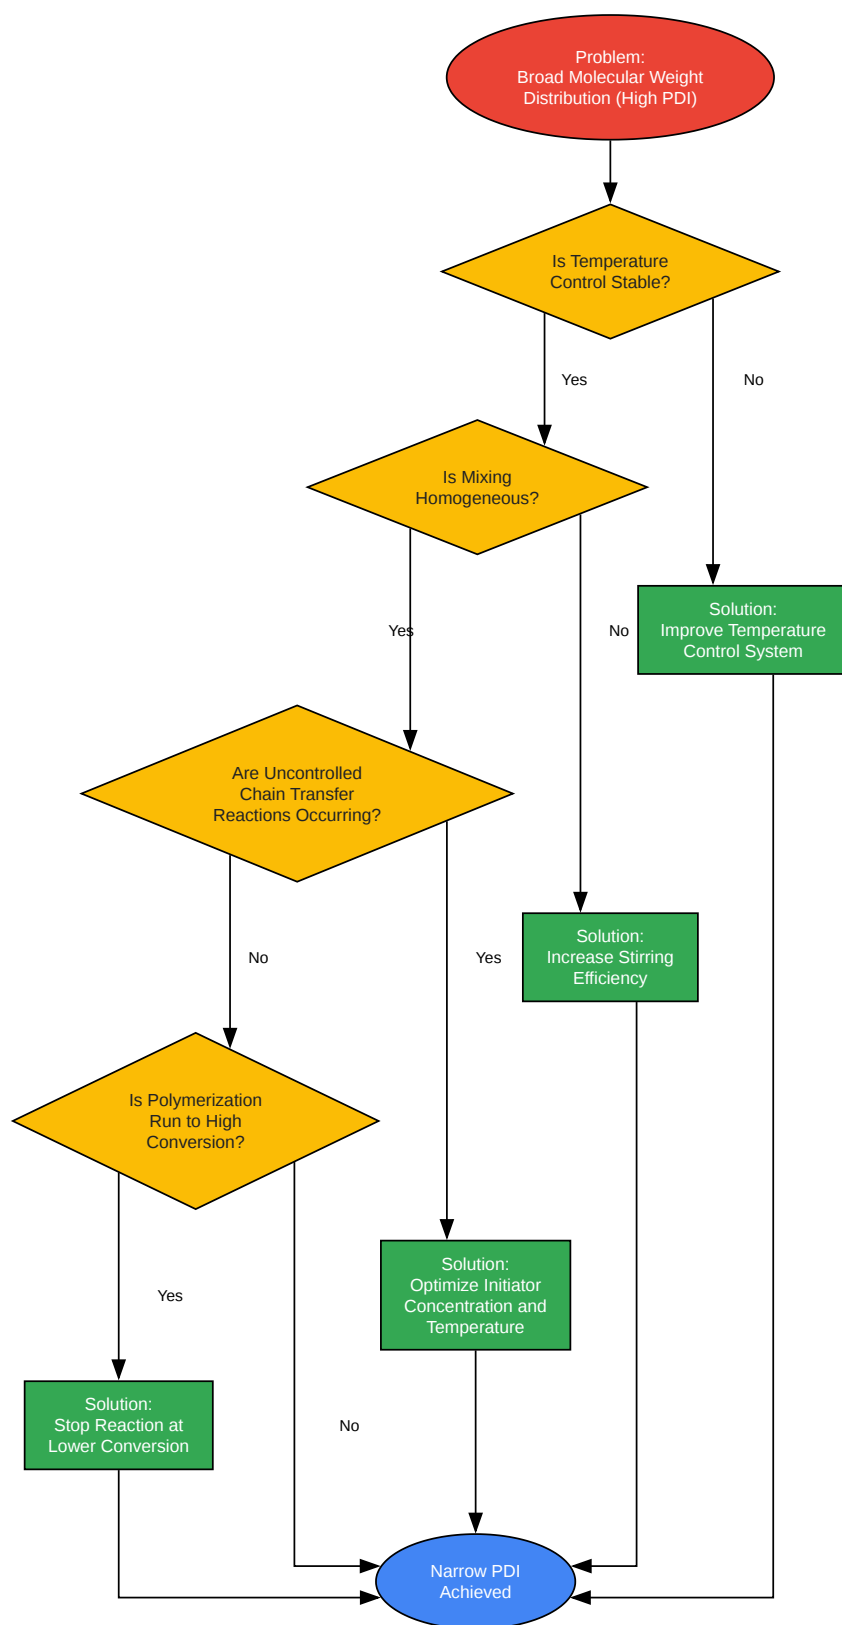 Problem:
Broad Molecular Weight
Distribution (High PDI)
Is Temperature
Control Stable?
Yes
No
Is Mixing
Homogeneous?
Solution:
Improve Temperature
Control System
Yes
No
Are Uncontrolled
Chain Transfer
Reactions Occurring?
Solution:
Increase Stirring
Efficiency
No
Yes
Is Polymerization
Run to High
Conversion?
Solution:
Optimize Initiator
Concentration and
Temperature
Yes
No
Solution:
Stop Reaction at
Lower Conversion
Narrow PDI
Achieved